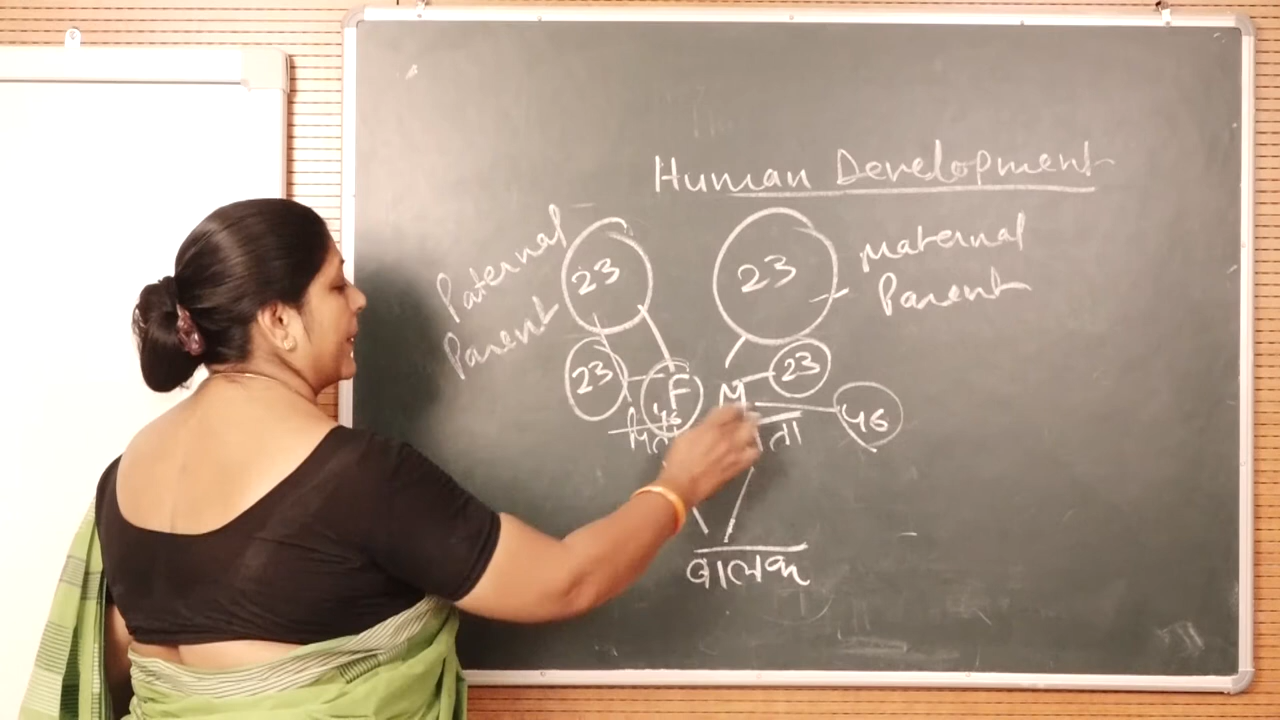 Human Development
Paternal
Parent
23
23
Maternal
Parent
23
F
46
M
23
46
बालक